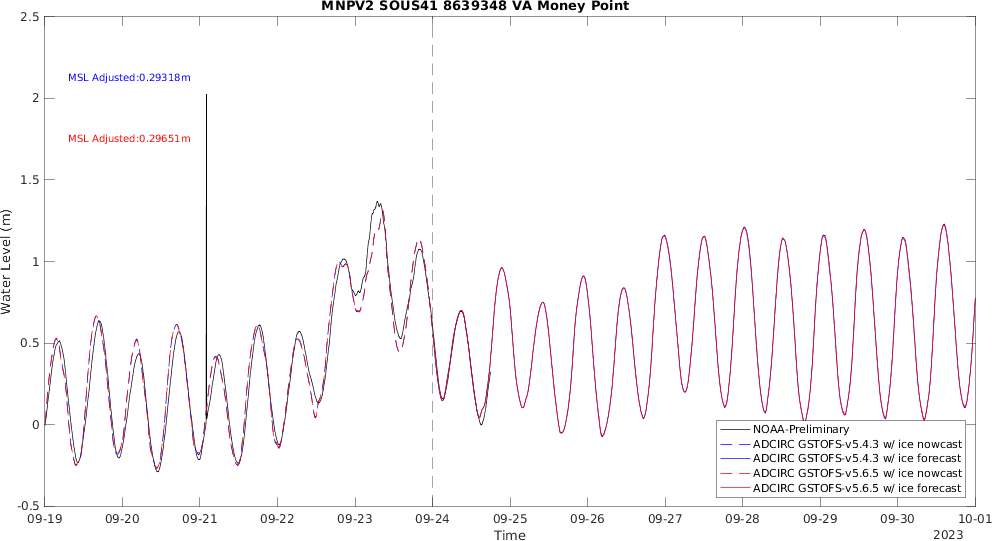 MNPV2 SOUS41 8639348 VA Money Point
2.5
2
1.5
1
0.5
0
-0.5
Water Level (m)
MSL Adjusted:0.29318m
MSL Adjusted:0.29651m
NOAA-Preliminary
ADCIRC GSTOFS-v5.4.3 w/ ice nowcast
ADCIRC GSTOFS-v5.4.3 w/ ice forecast
ADCIRC GSTOFS-v5.6.5 w/ ice nowcast
ADCIRC GSTOFS-v5.6.5 w/ ice forecast
09-19 09-20 09-21 09-22 09-23 09-24 09-25 09-26 09-27 09-28 09-29 09-30 10-01
Time
2023